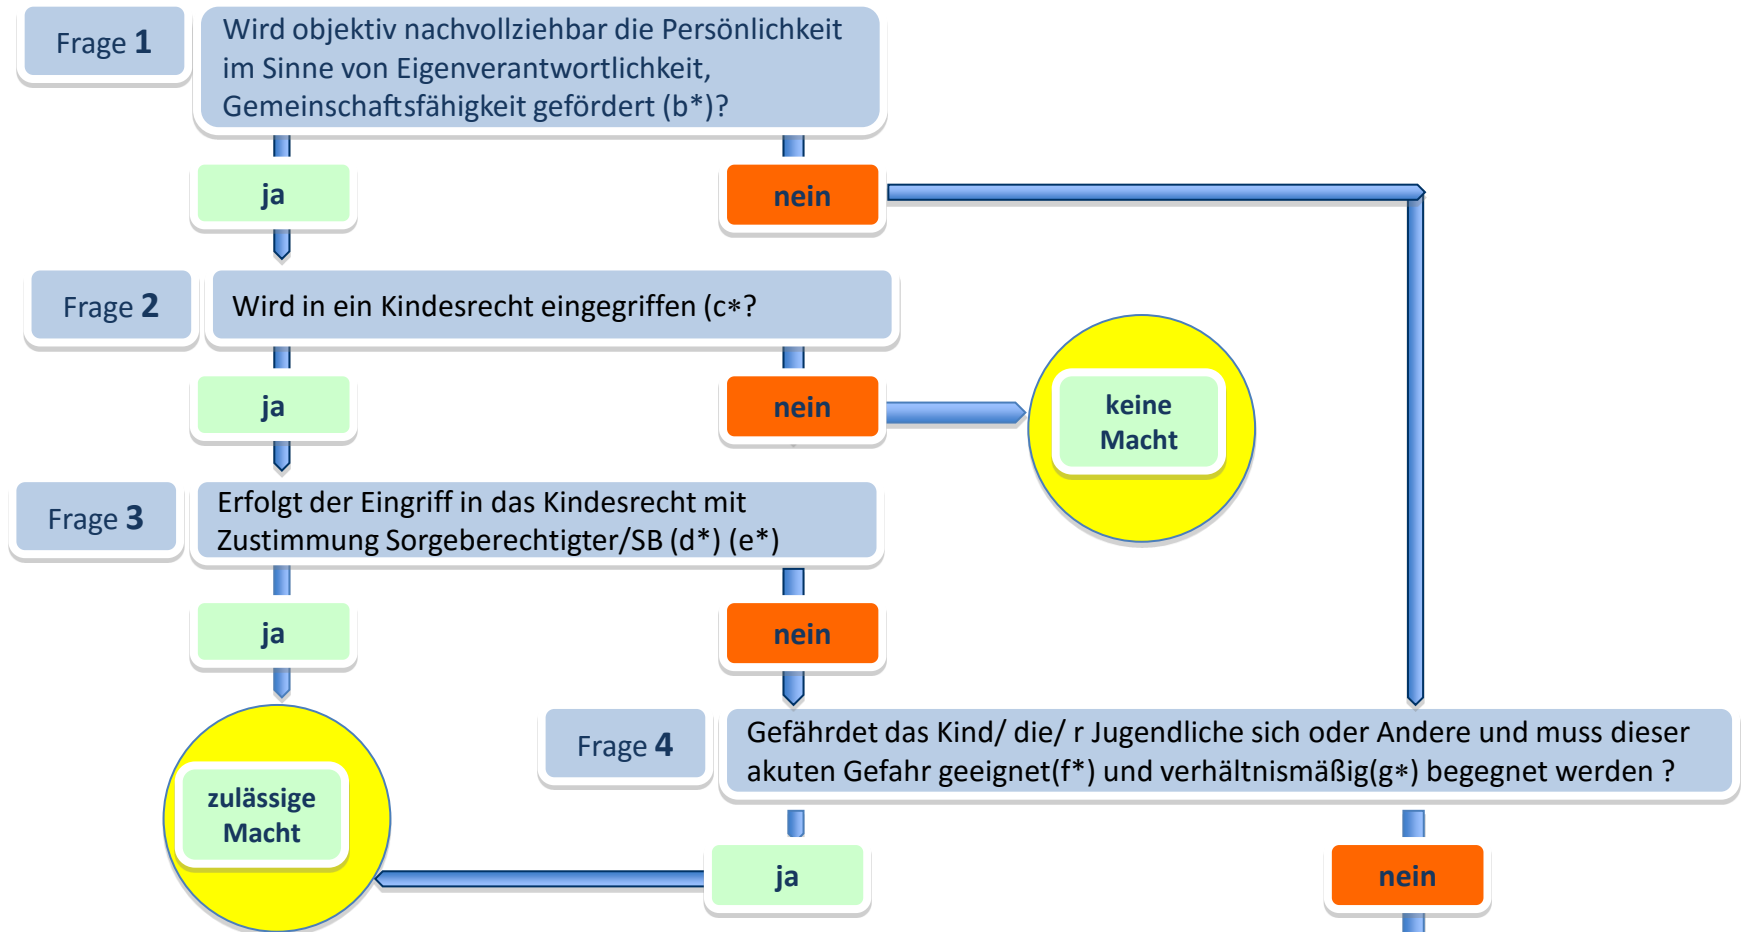 Frage 1
Wird objektiv nachvollziehbar die Persönlichkeit
im Sinne von Eigenverantwortlichkeit,
Gemeinschaftsfähigkeit gefördert (b*)?
ja
nein
Frage 2
Wird in ein Kindesrecht eingegriffen (c*?
ja
nein
keine
Macht
Frage 3
Erfolgt der Eingriff in das Kindesrecht mit
Zustimmung Sorgeberechtigter/SB (d*) (e*)
ja
nein
Frage 4
Gefährdet das Kind/ die/ r Jugendliche sich oder Andere und muss dieser
akuten Gefahr geeignet(f*) und verhältnismäßig(g*) begegnet werden ?
zulässige
Macht
ja
nein